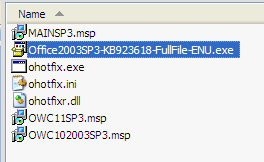 Name
MAINSP3.msp
Office2003SP3-KB923618-FullFile-ENU.exe
ohotfix.exe
ohotfix.ini
ohotfixr.dll
OWC11SP3.msp
OWC102003SP3.msp